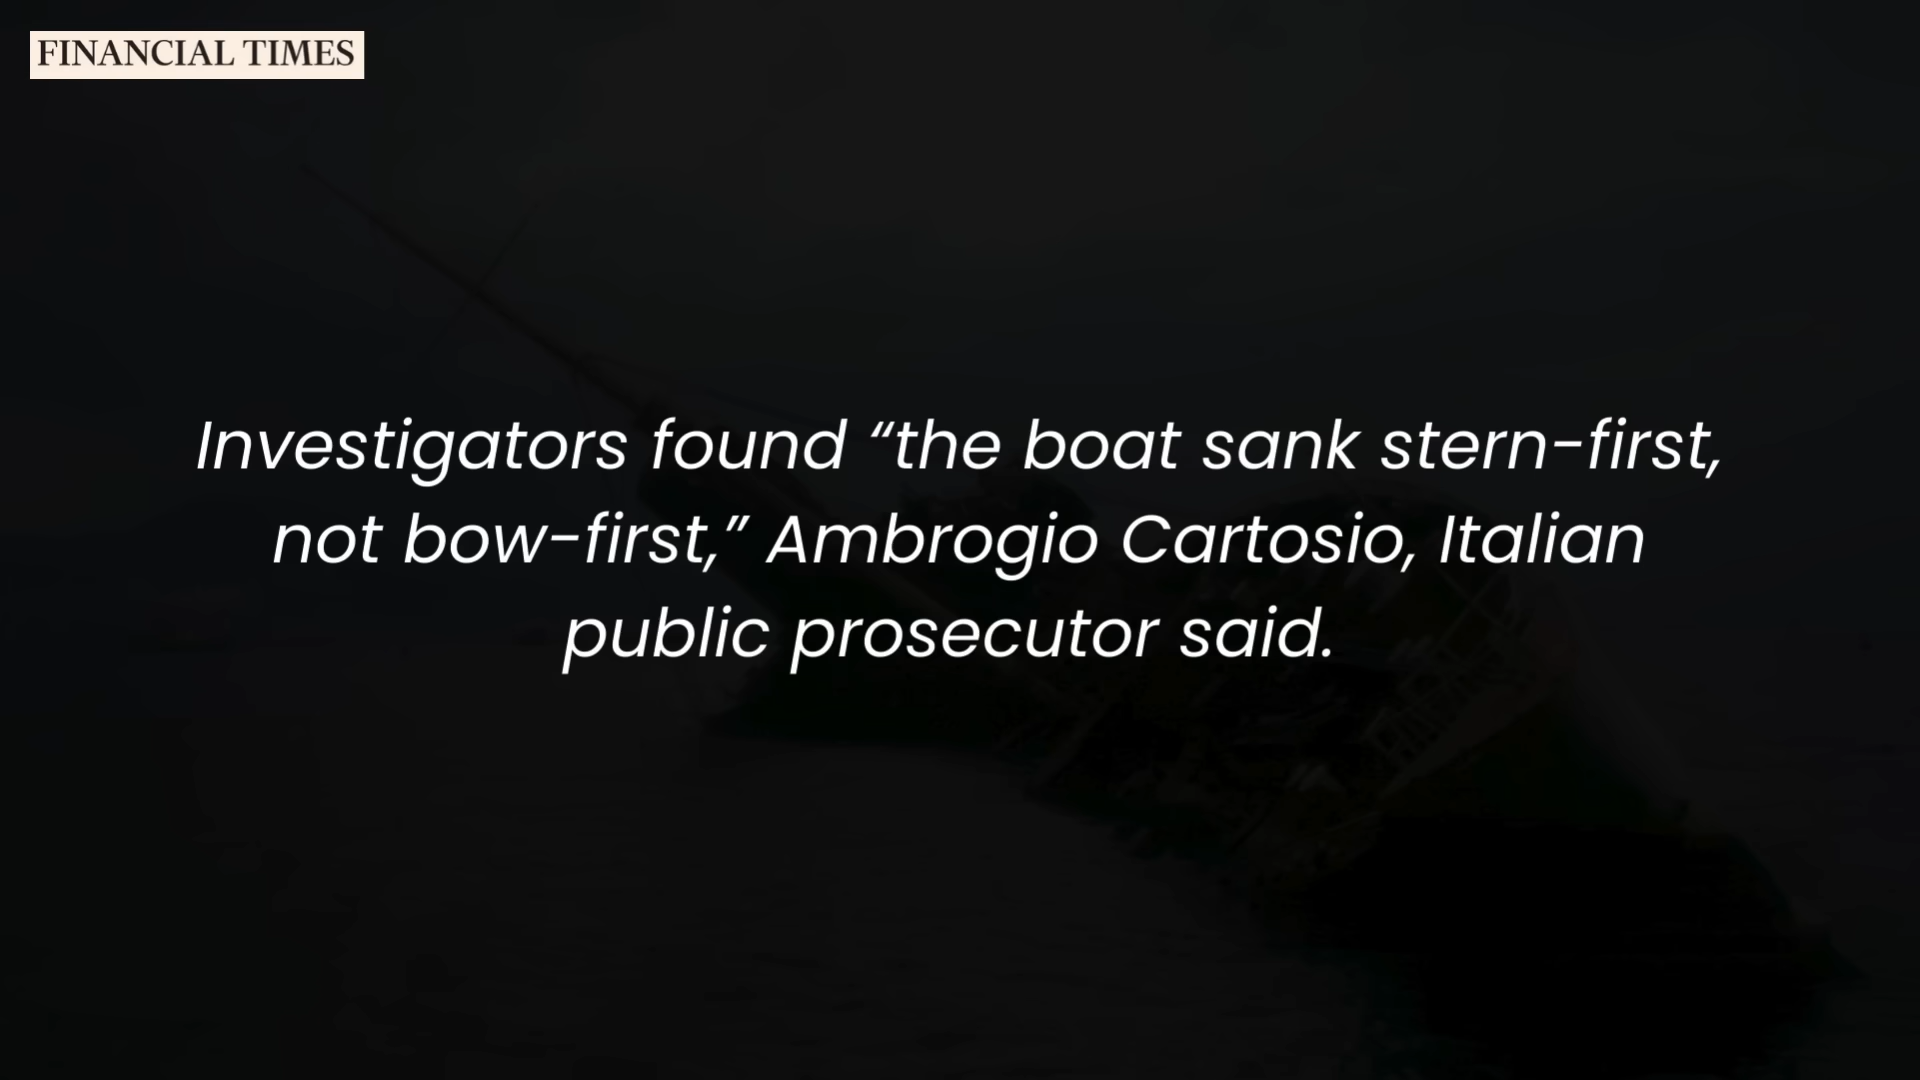 FINANCIAL TIMES
Investigators found “the boat sank stern-first,
not bow-first,” Ambrogio Cartosio, Italian
public prosecutor said.